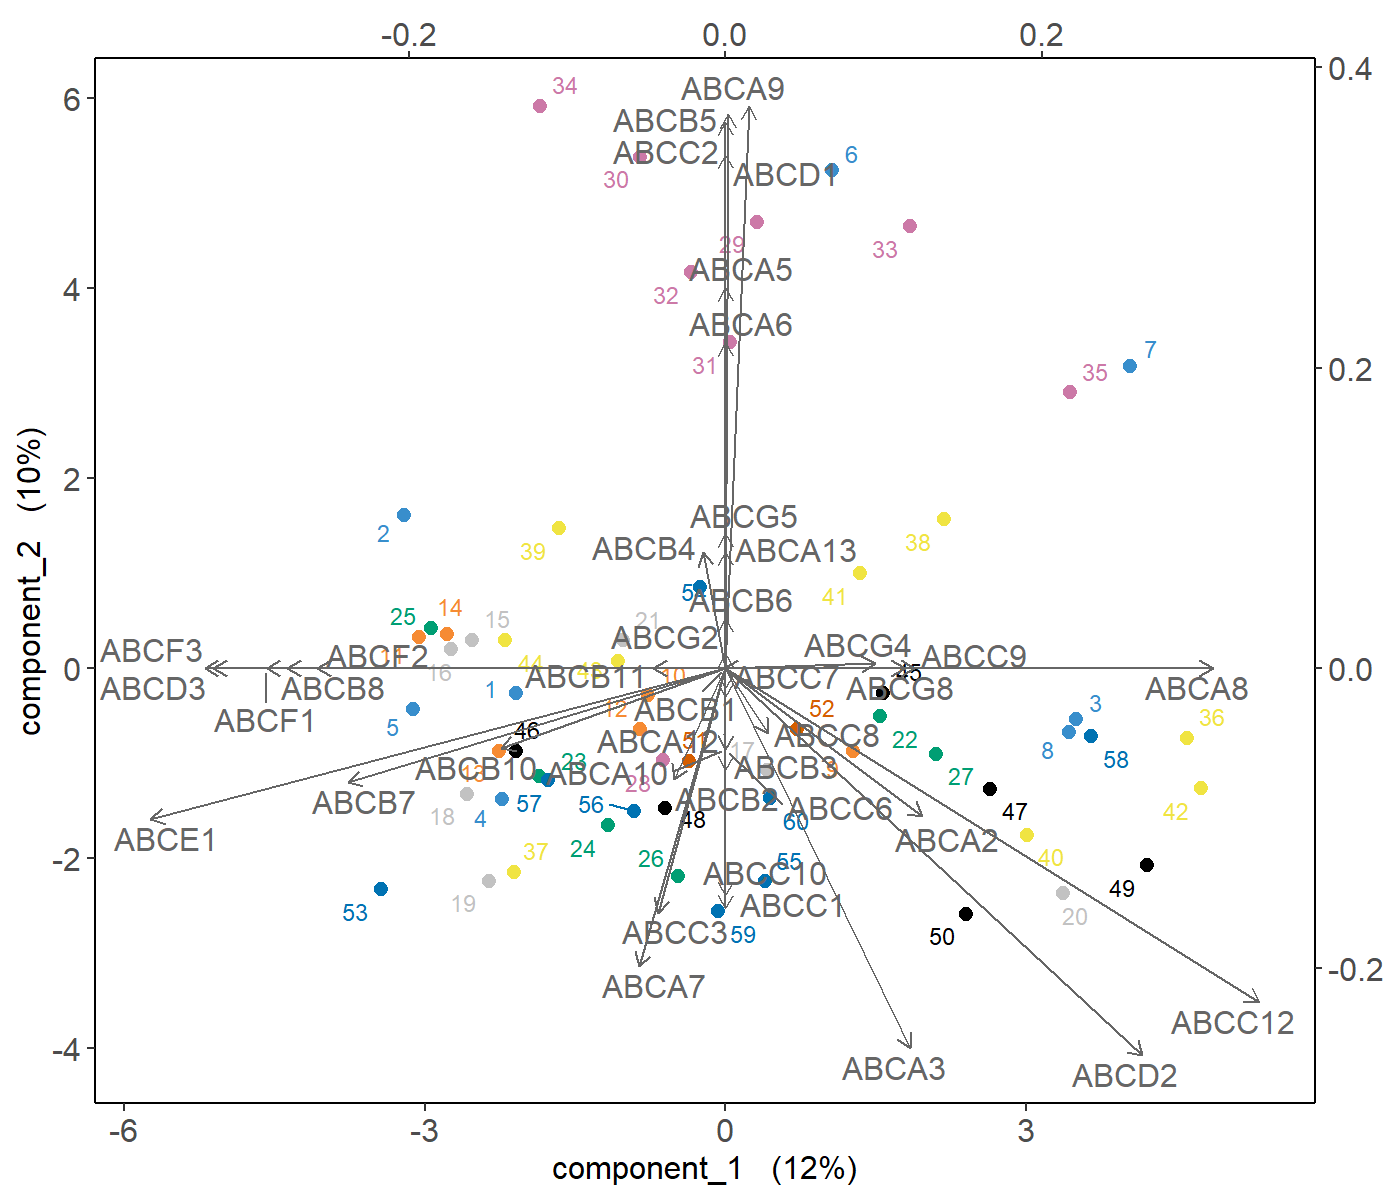 -0.2 0.0 0.2
34 ABCA9
ABCB5
ABCC2 6
30 ABCD1
29 33
ABCA5
32
ABCA6
31 7
35
ABCG5
2 39 ABCB4 ABCA13 38
41
ABCB6
25 14 15 21
ABCG2 ABCG4
ABCF3 11 16 ABCF2 44 43 ABCC9
ABCD3 ABCB8 1 ABCB11 10 ABCC7 45 ABCG8 ABCA8
ABCF1 5 12 ABCB1 52 3 36
46 ABCA12 51 17 ABCC8 22 8 58
13 ABCB10 23 ABCA10 ABCB3 9 27
ABCB7 18 4 57 56 28 ABCB2 ABCC6 47 42
ABCE1 48 60 ABCA2
37 24 26 55 40
ABCC10 49
53 19 ABCC3 59 ABCC1 50 20
ABCA7
ABCC12
ABCA3 ABCD2
6
4
2
0
-2
-4
0.4
0.2
0.0
-0.2
-6 -3 0 3
component_1 (12%)
component_2 (10%)